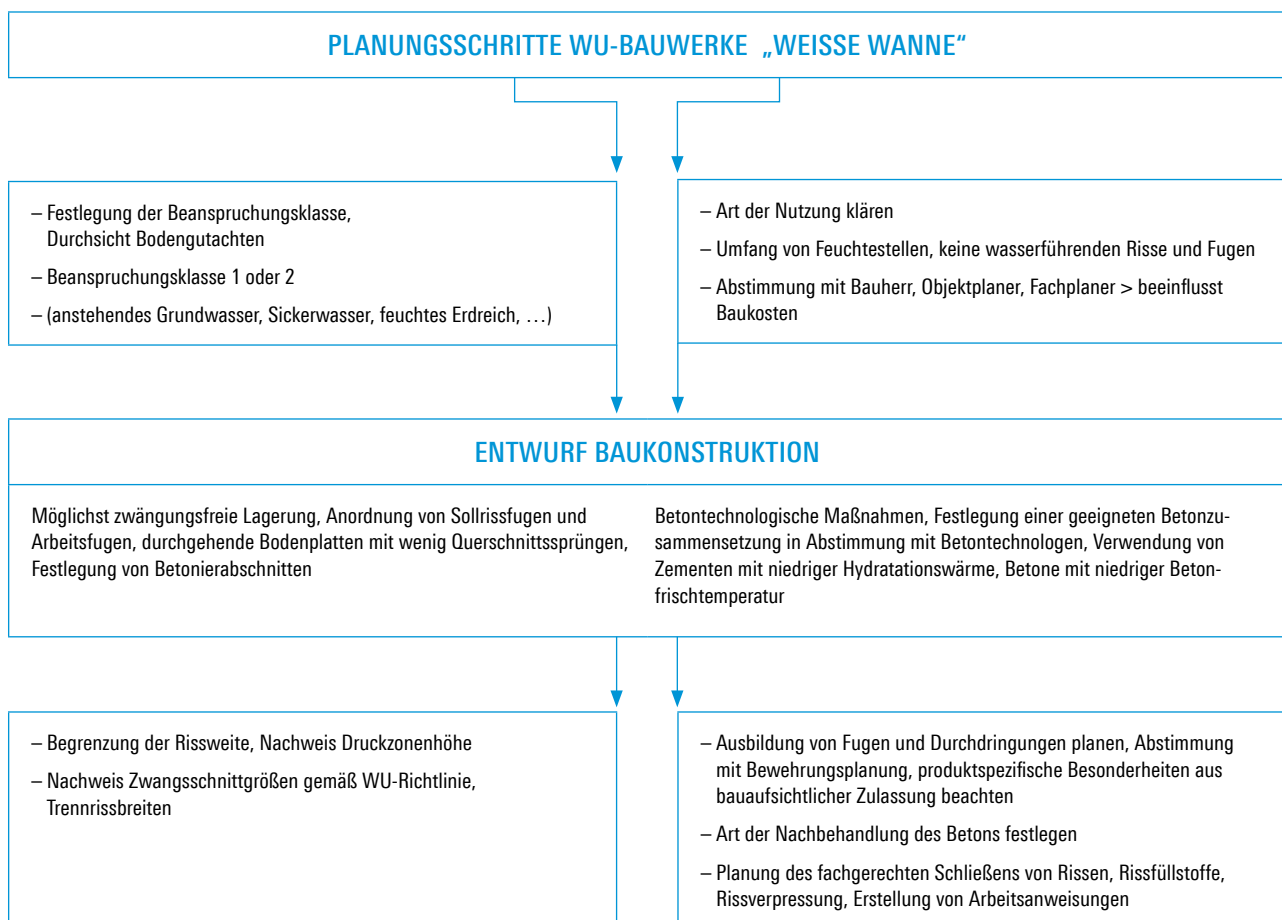 PLANUNGSSCHRITTE WU-BAUWERKE „WEISSE WANNE“
– Festlegung der Beanspruchungsklasse,
Durchsicht Bodengutachten
– Beanspruchungsklasse 1 oder 2
– (anstehendes Grundwasser, Sickerwasser, feuchtes Erdreich, …)
– Art der Nutzung klären
– Umfang von Feuchtestellen, keine wasserführenden Risse und Fugen
– Abstimmung mit Bauherr, Objektplaner, Fachplaner > beeinflusst
Baukosten
ENTWURF BAUKONSTRUKTION
Möglichst zwängungsfreie Lagerung, Anordnung von Sollrissfugen und
Arbeitsfugen, durchgehende Bodenplatten mit wenig Querschnittssprüngen,
Festlegung von Betonierabschnitten
Betontechnologische Maßnahmen, Festlegung einer geeigneten Betonzu-
sammensetzung in Abstimmung mit Betontechnologen, Verwendung von
Zementen mit niedriger Hydratationswärme, Betone mit niedriger Beton-
frischtemperatur
– Begrenzung der Rissweite, Nachweis Druckzonenhöhe
– Nachweis Zwangsschnittgrößen gemäß WU-Richtlinie,
Trennrissbreiten
– Ausbildung von Fugen und Durchdringungen planen, Abstimmung
mit Bewehrungsplanung, produktspezifische Besonderheiten aus
bauaufsichtlicher Zulassung beachten
– Art der Nachbehandlung des Betons festlegen
– Planung des fachgerechten Schließens von Rissen, Rissfüllstoffe,
Rissverpressung, Erstellung von Arbeitsanweisungen